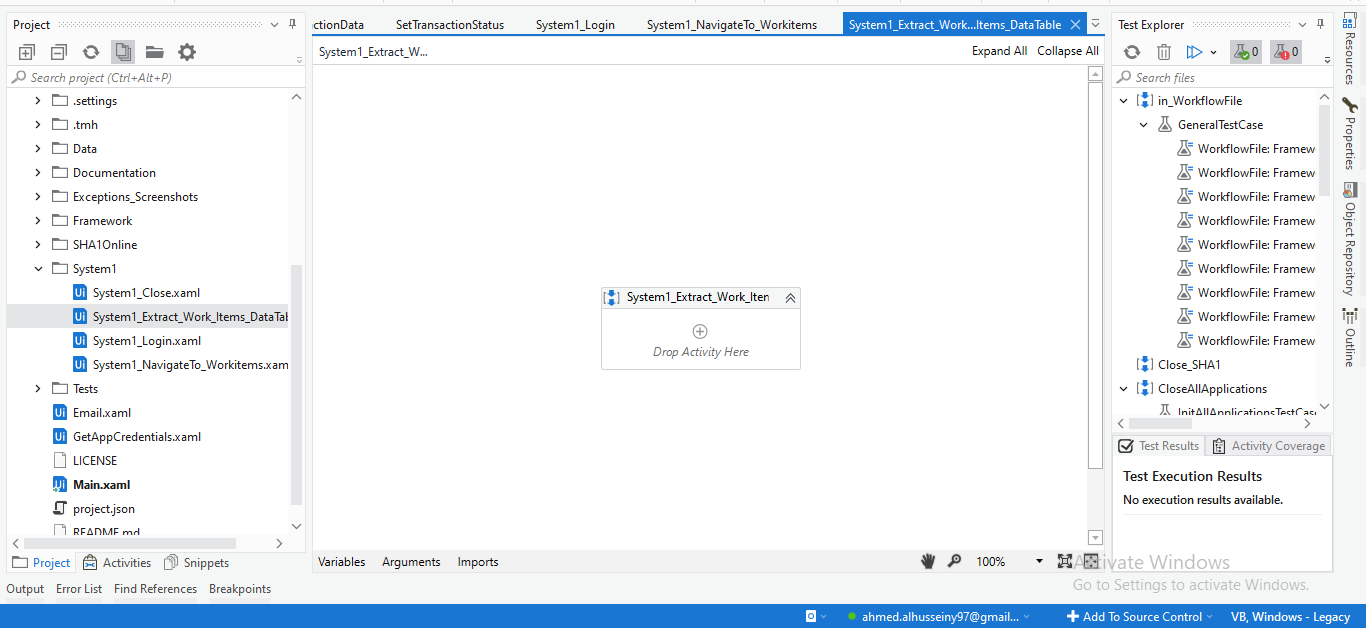 Project
ctionData
SetTransactionStatus
System1_Login
System1_NavigateTo_Workitems
System1_Extract_Work...Items_DataTable
Test Explorer
System1_Extract_W...
Expand All
Collapse All
0
0
Search project (Ctrl+Alt+P)
Search files
.settings
.tmh
Data
Documentation
Exceptions_Screenshots
Framework
SHA1Online
System1
System1_Close.xaml
System1_Extract_Work_Items_DataTab
System1_Login.xaml
System1_NavigateTo_Workitems.xam
Tests
Email.xaml
GetAppCredentials.xaml
LICENSE
Main.xaml
project.json
README.md
System1_Extract_Work_Iten
Drop Activity Here
in_WorkflowFile
GeneralTestCase
WorkflowFile: Framew
WorkflowFile: Framew
WorkflowFile: Framew
WorkflowFile: Framew
WorkflowFile: Framew
WorkflowFile: Framew
WorkflowFile: Framew
WorkflowFile: Framew
WorkflowFile: Framew
Close_SHA1
CloseAllApplications
InitAllApplicationsTestCase
Test Results
Activity Coverage
Test Execution Results
No execution results available.
Resources
Properties
Object Repository
Outline
Project
Activities
Snippets
Variables
Arguments
Imports
100%
Activate Windows
Go to Settings to activate Windows.
Output
Error List
Find References
Breakpoints
ahmed.alhusseiny97@gmail...
Add To Source Control
VB, Windows - Legacy